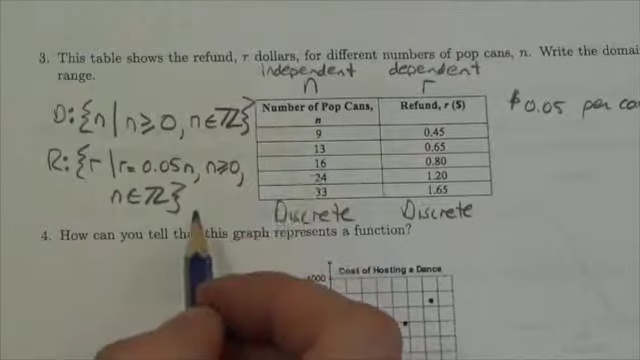 3. This table shows the refund, r dollars, for different numbers of pop cans, n. Write the domain
range.
independent dependent
n r
Number of Pop Cans, n Refund, r ($)
9 0.45
13 0.65
16 0.80
24 1.20
33 1.65
Discrete Discrete
$0.05 per can
D: {n | n ≥ 0, n ∈ ℤ}
R: {r | r = 0.05n, n ≥ 0,
n ∈ ℤ}
4. How can you tell this graph represents a function?
Cost of Hosting a Dance
1000